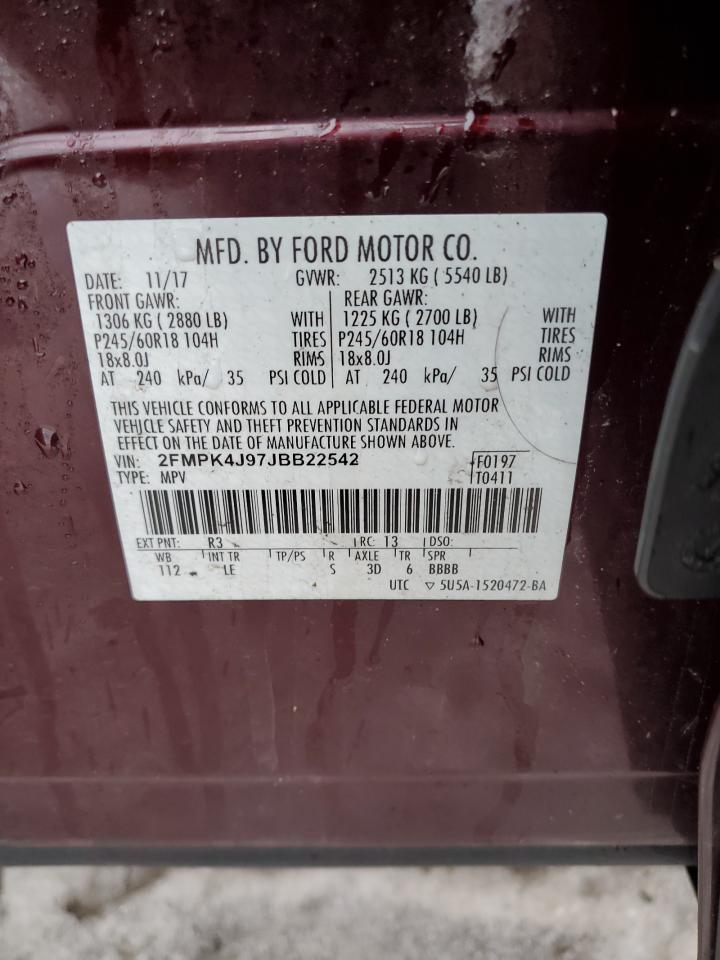 MFD. BY FORD MOTOR CO.
DATE: 11/17 GVWR: 2513 KG ( 5540 LB)
FRONT GAWR: REAR GAWR:
1306 KG ( 2880 LB) WITH 1225 KG ( 2700 LB) WITH
P245/60R18 104H TIRES P245/60R18 104H TIRES
18x8.0J RIMS 18x8.0J RIMS
AT 240 kPa/ 35 PSI COLD AT 240 kPa/ 35 PSI COLD
THIS VEHICLE CONFORMS TO ALL APPLICABLE FEDERAL MOTOR
VEHICLE SAFETY AND THEFT PREVENTION STANDARDS IN
EFFECT ON THE DATE OF MANUFACTURE SHOWN ABOVE.
VIN: 2FMPK4J97JBB22542 F0197
TYPE: MPV T0411
EXT PNT: R3 RC: 13 DSO:
WB INT TR TP/PS R AXLE TR SPR
112 LE S 3D 6 BBBB
UTC ▽ 5U5A-1520472-BA